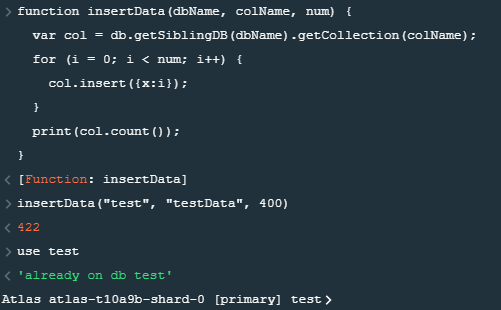 > function insertData(dbName, colName, num) {
    var col = db.getSiblingDB(dbName).getCollection(colName);
    for (i = 0; i < num; i++) {
      col.insert({x:i});
    }
    print(col.count());
  }
< [Function: insertData]
> insertData("test", "testData", 400)
< 422
> use test
< 'already on db test'
Atlas atlas-t10a9b-shard-0 [primary] test>